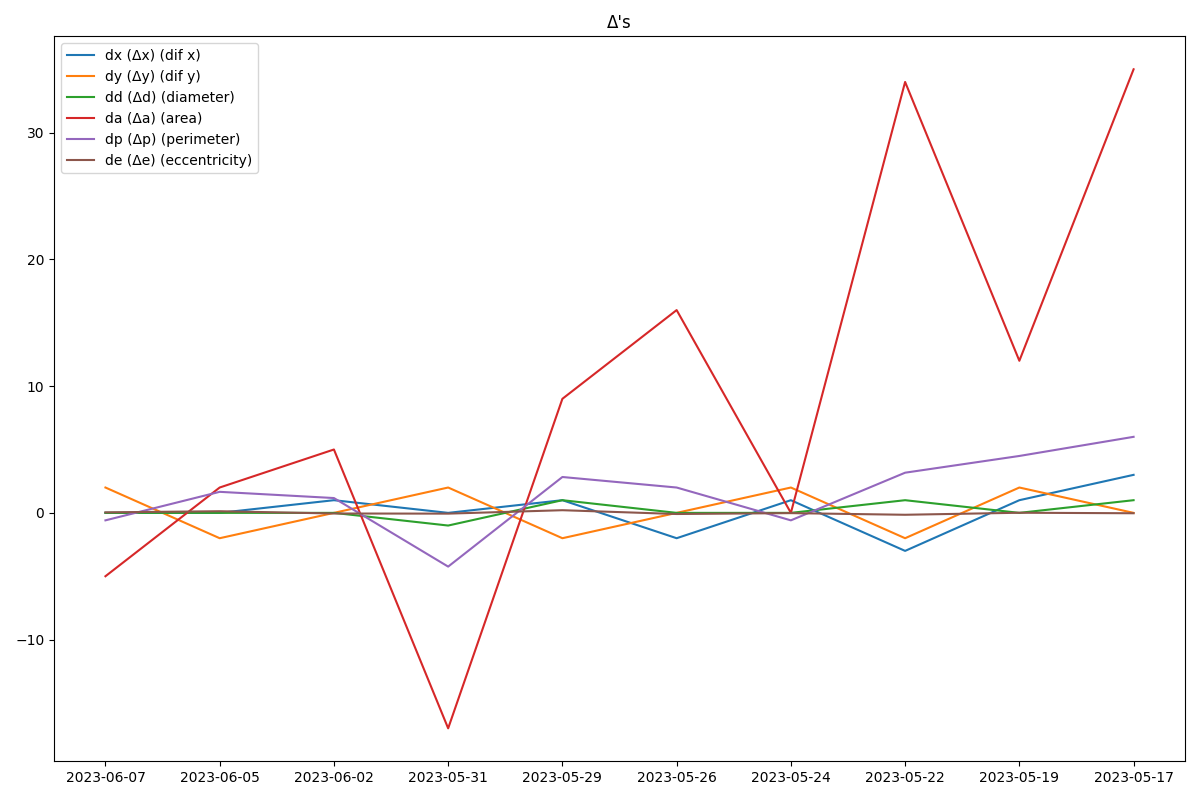 Δ's
dx (Δx) (dif x)
dy (Δy) (dif y)
dd (Δd) (diameter)
da (Δa) (area)
dp (Δp) (perimeter)
de (Δe) (eccentricity)
30
20
10
0
−10
2023-06-07 2023-06-05 2023-06-02 2023-05-31 2023-05-29 2023-05-26 2023-05-24 2023-05-22 2023-05-19 2023-05-17